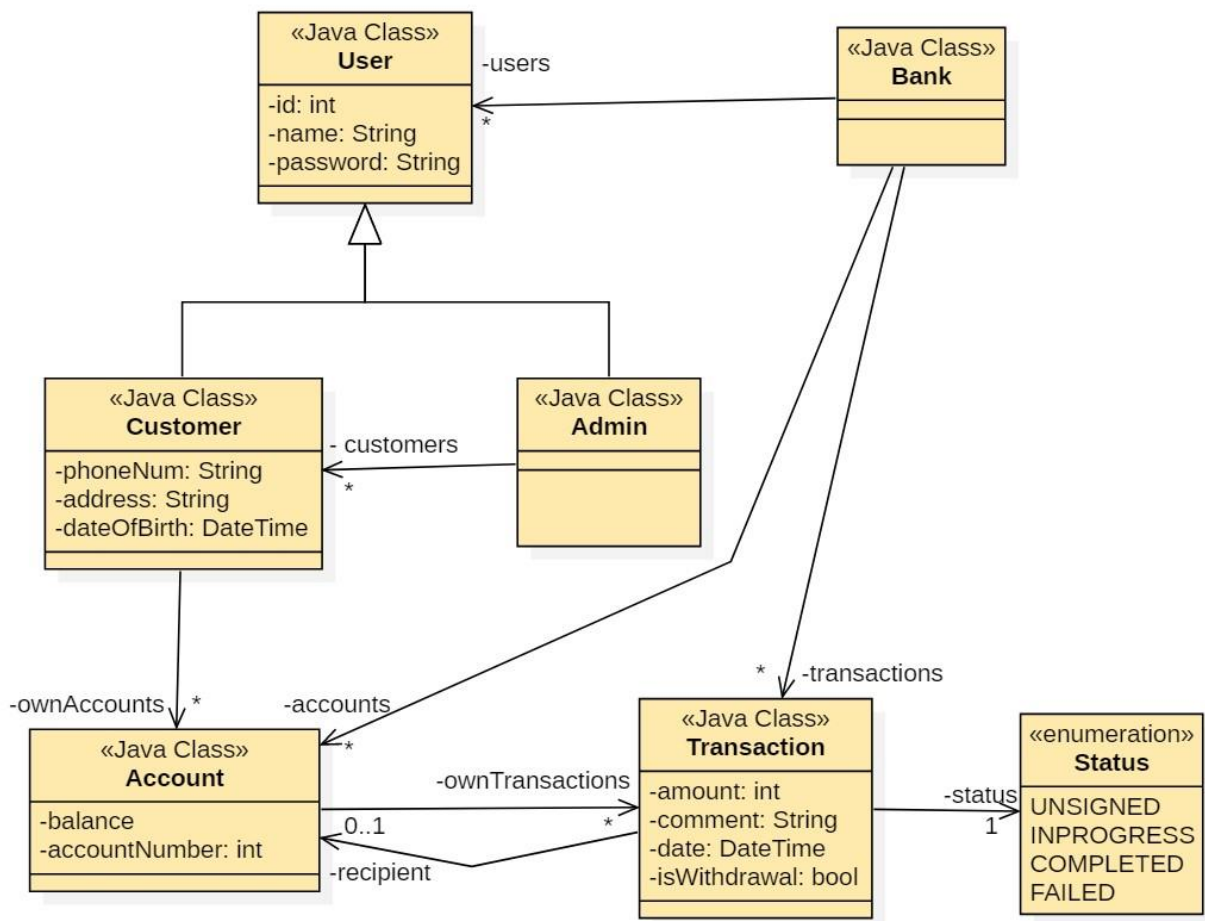 «Java Class»
User
-id: int
-name: String
-password: String
-users
*
«Java Class»
Bank
«Java Class»
Customer
-phoneNum: String
-address: String
-dateOfBirth: DateTime
- customers
*
«Java Class»
Admin
-ownAccounts
*
-accounts
*
* -transactions
«Java Class»
Account
-balance
-accountNumber: int
-ownTransactions
*
0..1
-recipient
«Java Class»
Transaction
-amount: int
-comment: String
-date: DateTime
-isWithdrawal: bool
-status
1
«enumeration»
Status
UNSIGNED
INPROGRESS
COMPLETED
FAILED